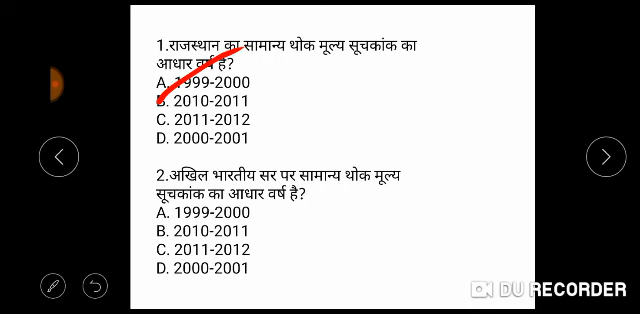 1.राजस्थान का सामान्य थोक मूल्य सूचकांक का
आधार वर्ष है?
A. 1999-2000
B. 2010-2011
C. 2011-2012
D. 2000-2001
2.अखिल भारतीय सर पर सामान्य थोक मूल्य
सूचकांक का आधार वर्ष है?
A. 1999-2000
B. 2010-2011
C. 2011-2012
D. 2000-2001
DU RECORDER